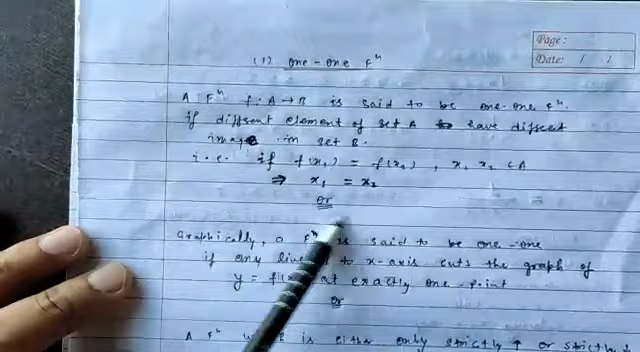 Page:
Date: / /
(1) one-one Fⁿ
A Fⁿ f: A→B is said to be one-one Fⁿ.
if different element of set A have different
image in set B.
i.e. if f(x₁) = f(x₂), x₁ x₂ ∈ A
⇒ x₁ = x₂
or
Graphically, a Fⁿ is said to be one-one
if any line to x-axis cuts the graph of
y = f(x) at exactly one point
or
A Fⁿ is either only strictly ↑ or strictly